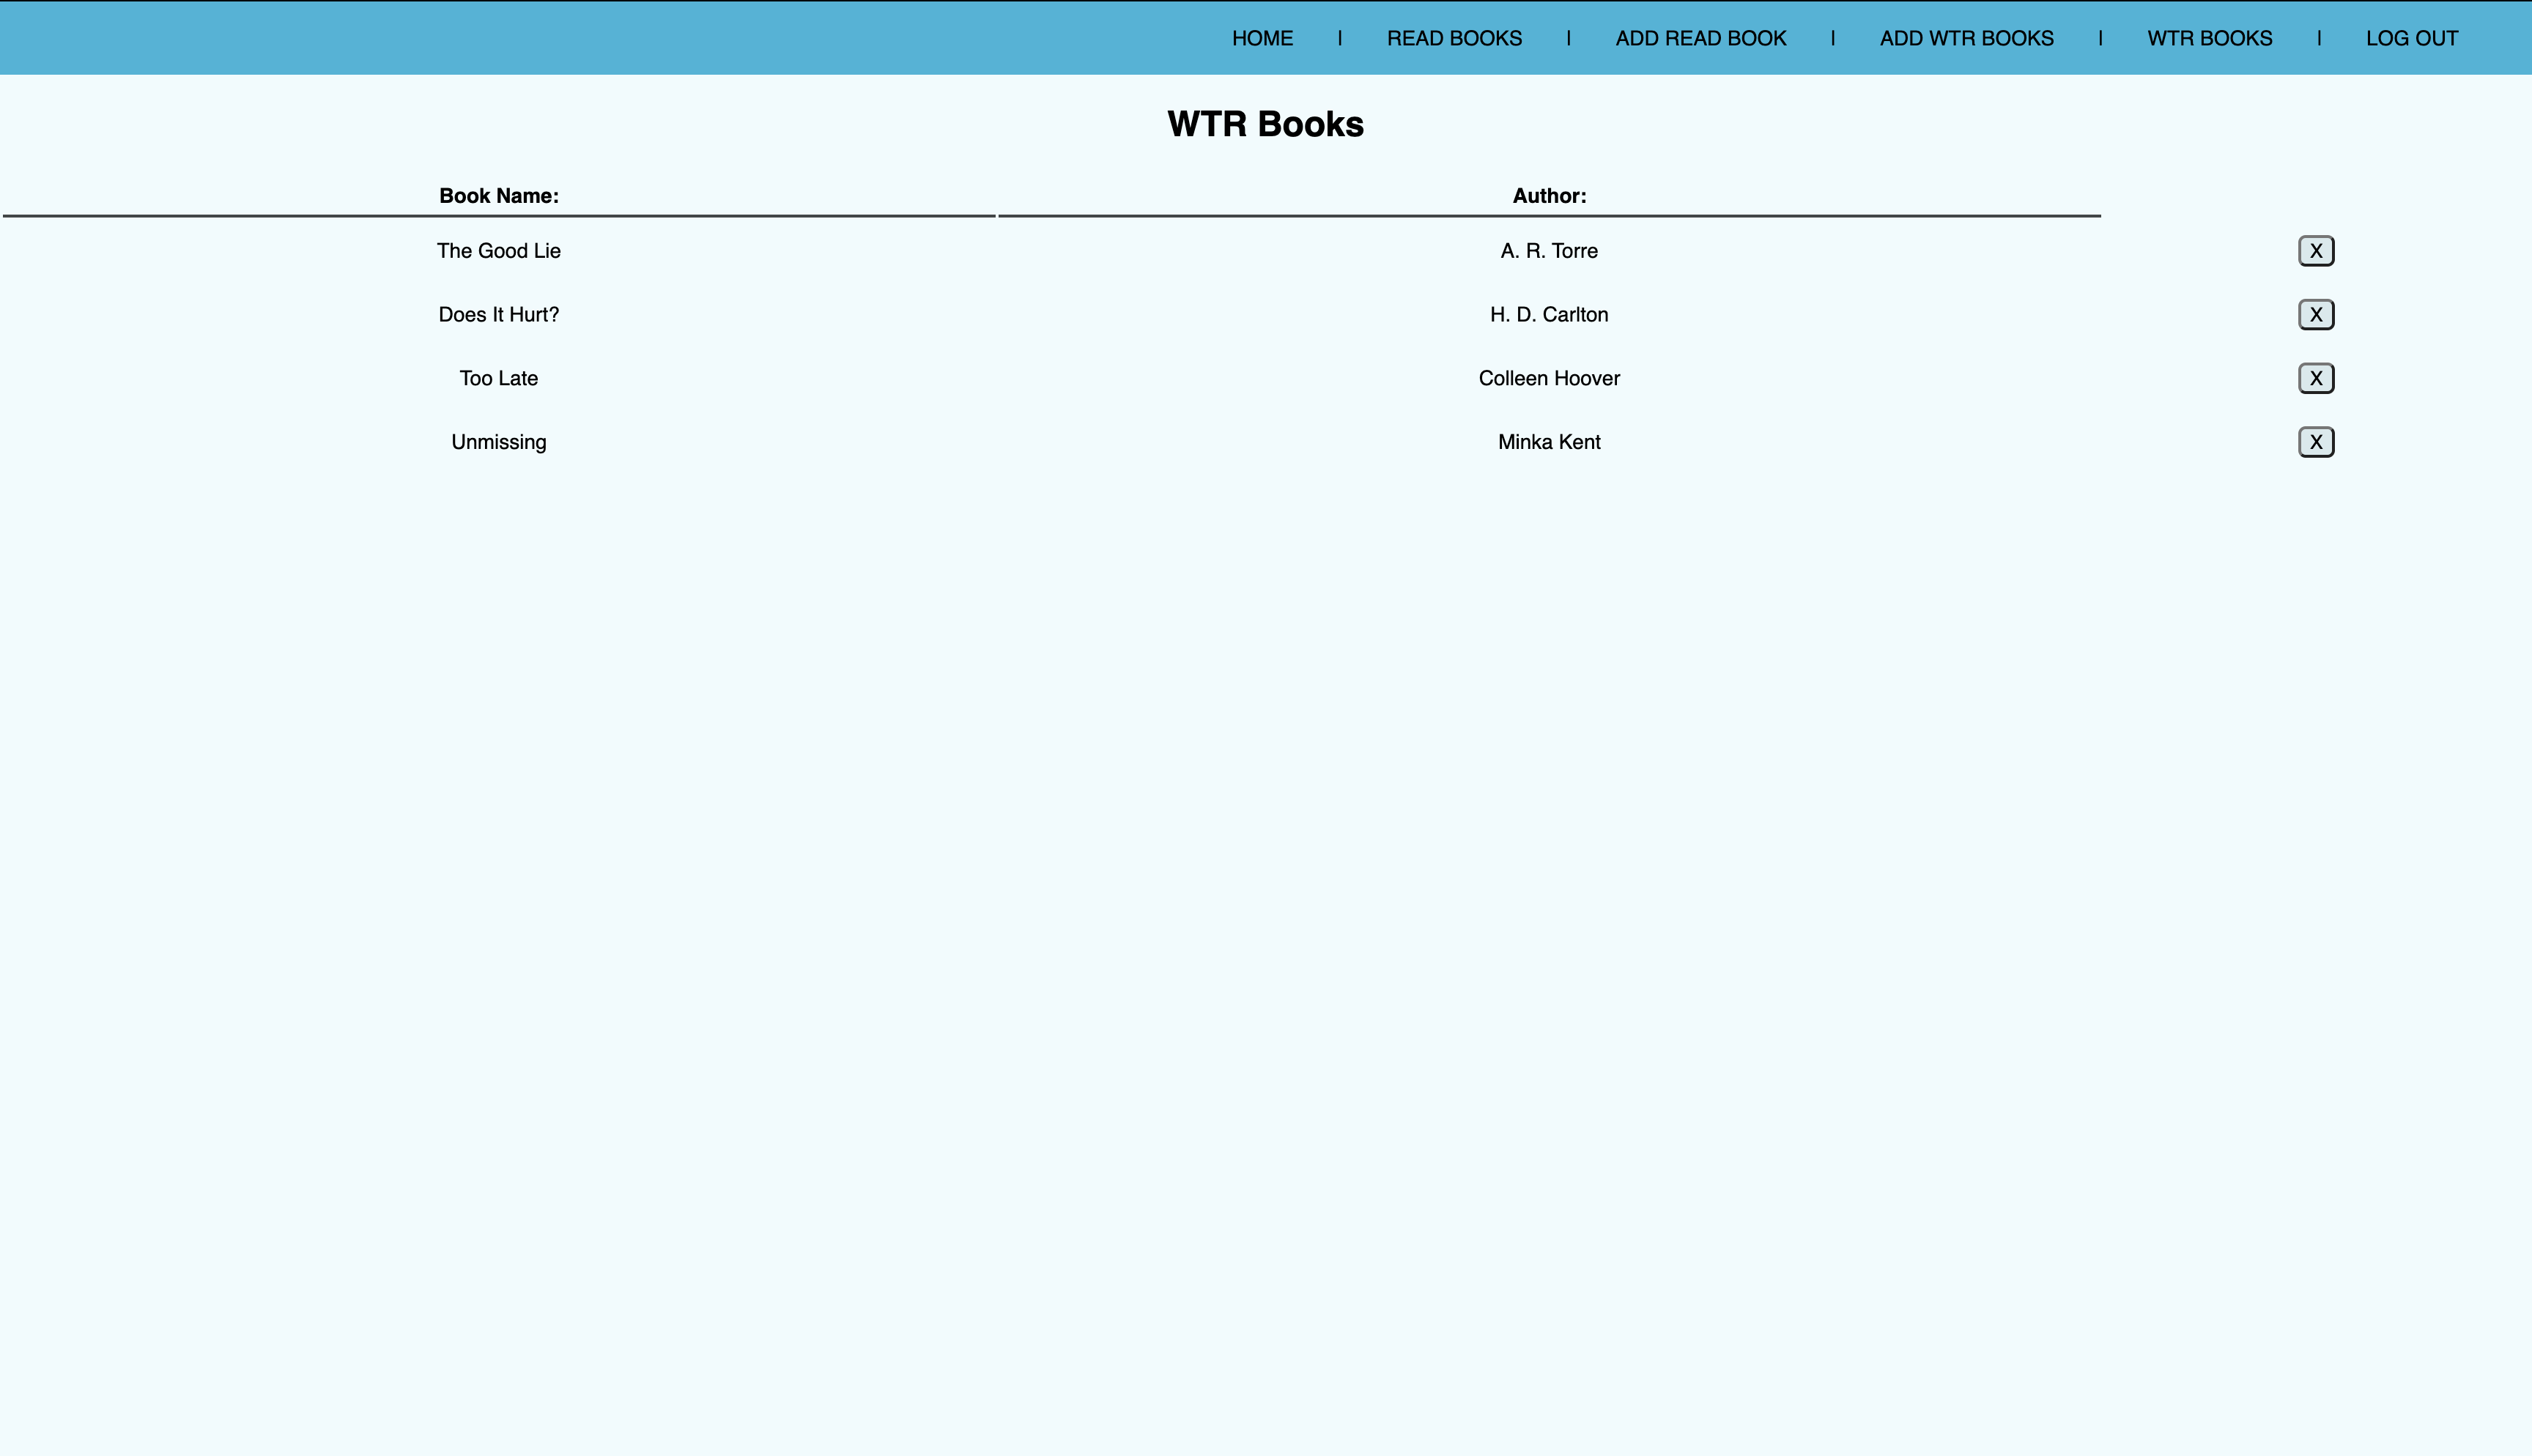 HOME | READ BOOKS | ADD READ BOOK | ADD WTR BOOKS | WTR BOOKS | LOG OUT
WTR Books
Book Name: Author:
The Good Lie A. R. Torre X
Does It Hurt? H. D. Carlton X
Too Late Colleen Hoover X
Unmissing Minka Kent X